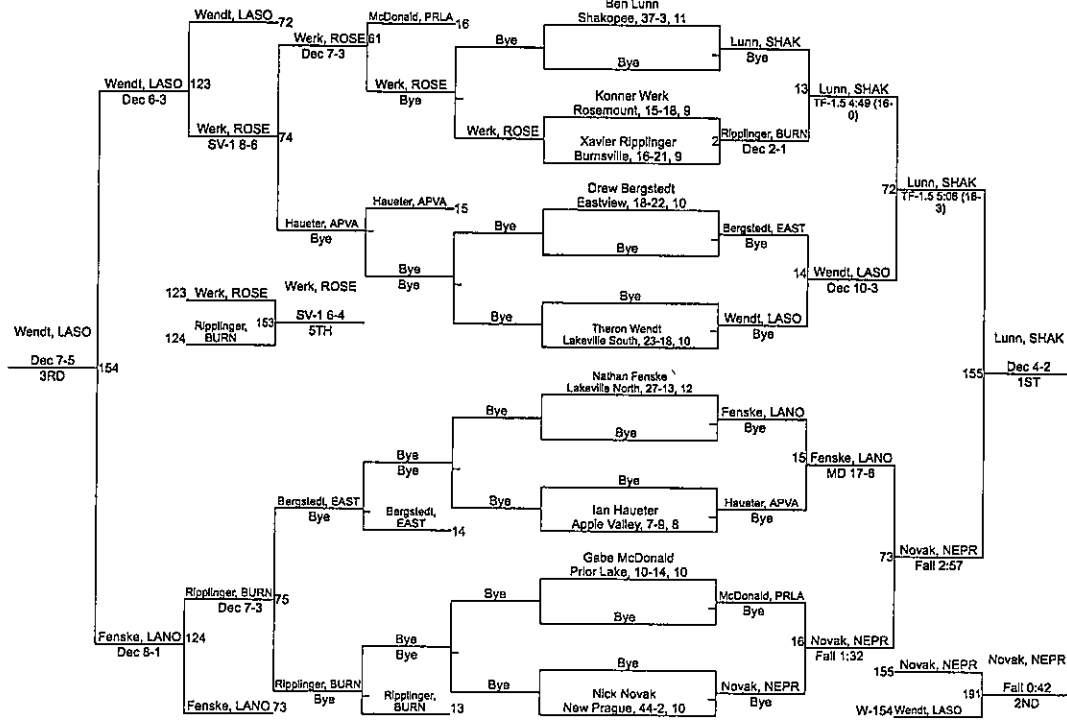 Ben Lunn
Shakopee, 37-3, 11
Bye
Lunn, SHAK
Bye
Bye
13
Lunn, SHAK
TF-1.5 4:49 (16-
0)
Konner Werk
Rosemount, 15-18, 9
2
Ripplinger, BURN
Dec 2-1
Xavier Ripplinger
Burnsville, 16-21, 9
Werk, ROSE
72
Lunn, SHAK
TF-1.5 5:06 (18-
3)
Drew Bergstedt
Eastview, 18-22, 10
Bye
Bergstedt, EAST
Bye
Bye
14
Wendt, LASO
Dec 10-3
Bye
Bye
Wendt, LASO
Bye
Theron Wendt
Lakeville South, 23-18, 10
155
Lunn, SHAK
Dec 4-2
1ST
Nathan Fenske
Lakeville North, 27-13, 12
Bye
Fenske, LANO
Bye
Bye
15
Fenske, LANO
MD 17-6
Bye
Bye
Haueter, APVA
Bye
Ian Haueter
Apple Valley, 7-9, 8
73
Novak, NEPR
Fall 2:57
Gabe McDonald
Prior Lake, 10-14, 10
Bye
McDonald, PRLA
Bye
Bye
16
Novak, NEPR
Fall 1:32
Bye
Bye
Novak, NEPR
Bye
Nick Novak
New Prague, 44-2, 10
155
Novak, NEPR
191
Novak, NEPR
Fall 0:42
2ND
W-154
Wendt, LASO
Wendt, LASO
72
McDonald, PRLA
16
Werk, ROSE
61
Dec 7-3
Werk, ROSE
Bye
Wendt, LASO
123
Dec 6-3
Werk, ROSE
74
SV-1 8-6
Haueter, APVA
15
Haueter, APVA
Bye
Bye
Bye
123
Werk, ROSE
Werk, ROSE
153
SV-1 6-4
5TH
124
Ripplinger,
BURN
Wendt, LASO
Dec 7-5
154
3RD
Bye
Bye
Bergstedt, EAST
Bye
Bergstedt,
EAST
14
Ripplinger, BURN
75
Dec 7-3
Fenske, LANO
124
Dec 8-1
Bye
Bye
Ripplinger, BURN
Bye
Ripplinger,
BURN
13
Fenske, LANO
73